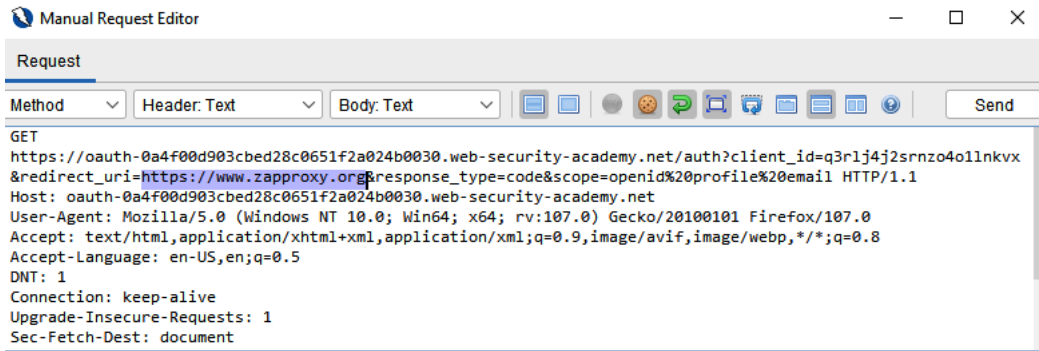 Manual Request Editor
Request
Method Header: Text Body: Text Send
GET
https://oauth-0a4f00d903cbed28c0651f2a024b0030.web-security-academy.net/auth?client_id=q3rlj4j2srnzo4o1lnkvx
&redirect_uri=https://www.zapproxy.org&response_type=code&scope=openid%20profile%20email HTTP/1.1
Host: oauth-0a4f00d903cbed28c0651f2a024b0030.web-security-academy.net
User-Agent: Mozilla/5.0 (Windows NT 10.0; Win64; x64; rv:107.0) Gecko/20100101 Firefox/107.0
Accept: text/html,application/xhtml+xml,application/xml;q=0.9,image/avif,image/webp,*/*;q=0.8
Accept-Language: en-US,en;q=0.5
DNT: 1
Connection: keep-alive
Upgrade-Insecure-Requests: 1
Sec-Fetch-Dest: document